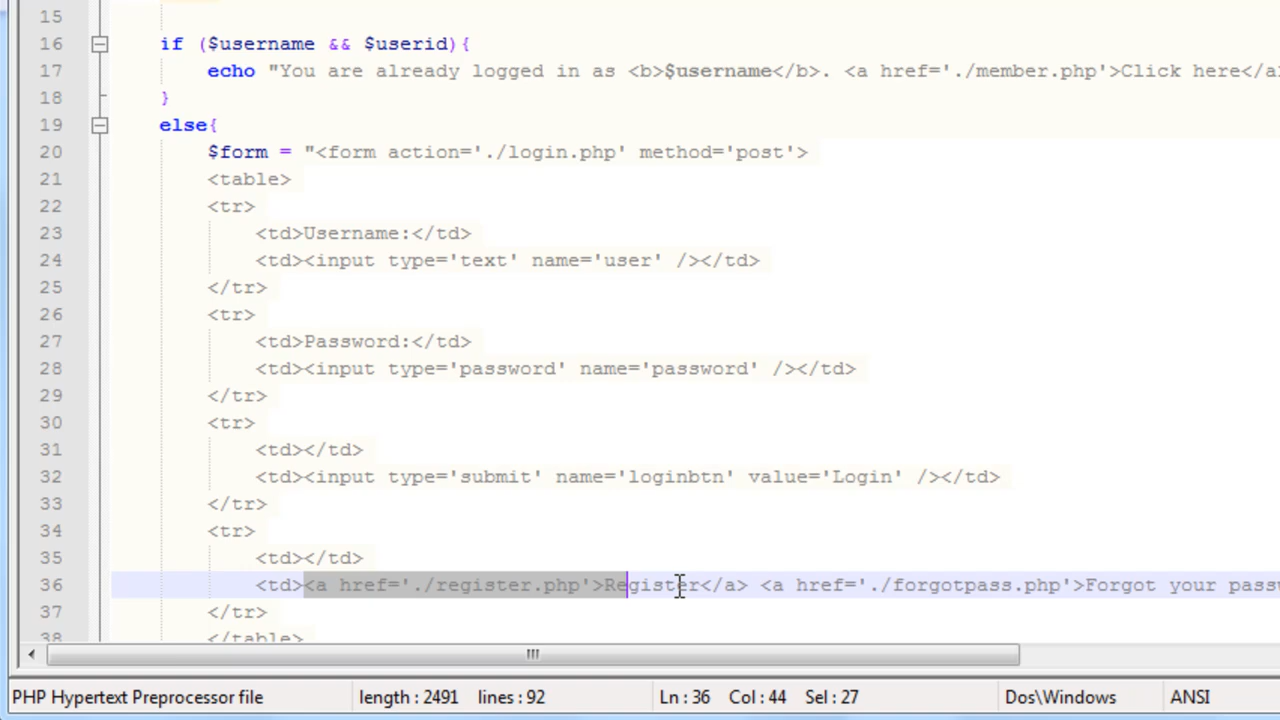 15
16 if ($username && $userid){
17 echo "You are already logged in as <b>$username</b>. <a href='./member.php'>Click here</a
18 }
19 else{
20 $form = "<form action='./login.php' method='post'>
21 <table>
22 <tr>
23 <td>Username:</td>
24 <td><input type='text' name='user' /></td>
25 </tr>
26 <tr>
27 <td>Password:</td>
28 <td><input type='password' name='password' /></td>
29 </tr>
30 <tr>
31 <td></td>
32 <td><input type='submit' name='loginbtn' value='Login' /></td>
33 </tr>
34 <tr>
35 <td></td>
36 <td><a href='./register.php'>Register</a> <a href='./forgotpass.php'>Forgot your pass
37 </tr>
38 </table>
PHP Hypertext Preprocessor file length : 2491 lines : 92 Ln : 36 Col : 44 Sel : 27 Dos\Windows ANSI